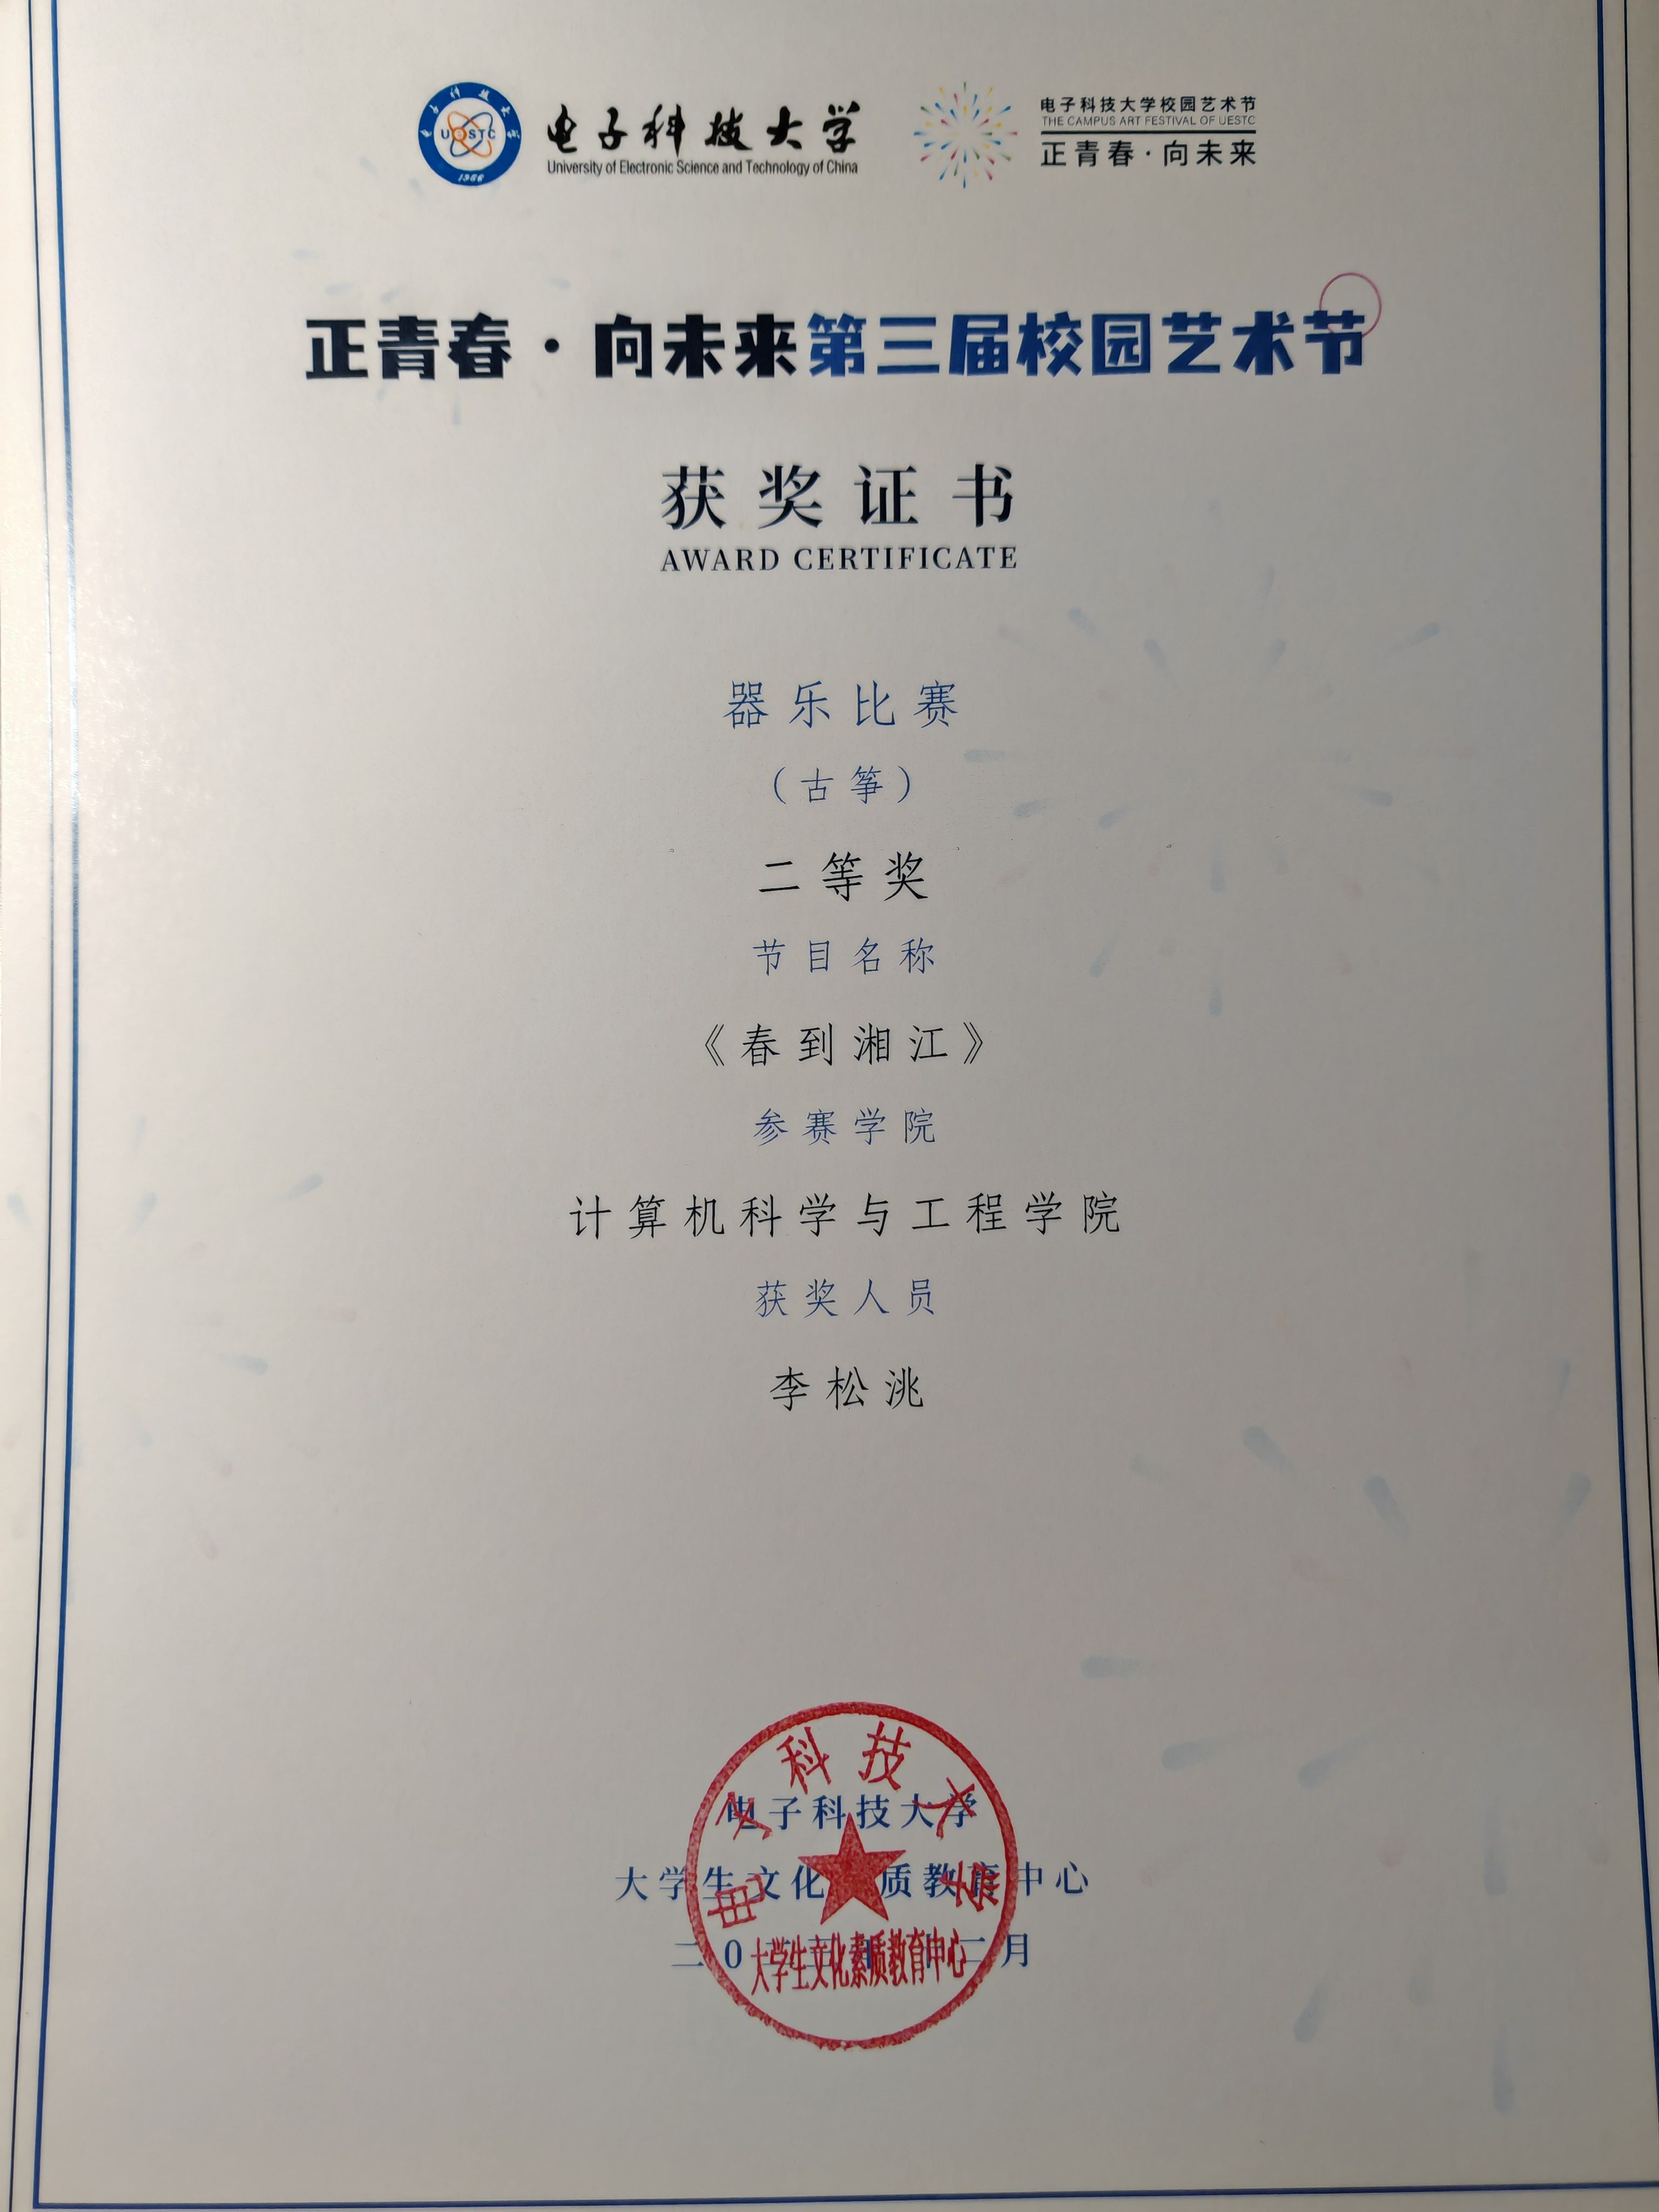 电子科技大学
University of Electronic Science and Technology of China
UESTC
1956
电子科技大学校园艺术节
THE CAMPUS ART FESTIVAL OF UESTC
正青春·向未来
正青春·向未来第三届校园艺术节
获奖证书
AWARD CERTIFICATE
器乐比赛
（古筝）
二等奖
节目名称
《春到湘江》
参赛学院
计算机科学与工程学院
获奖人员
李松洮
电子科技大学
大学生文化素质教育中心
二〇 二月
电子科技大学
大学生文化素质教育中心